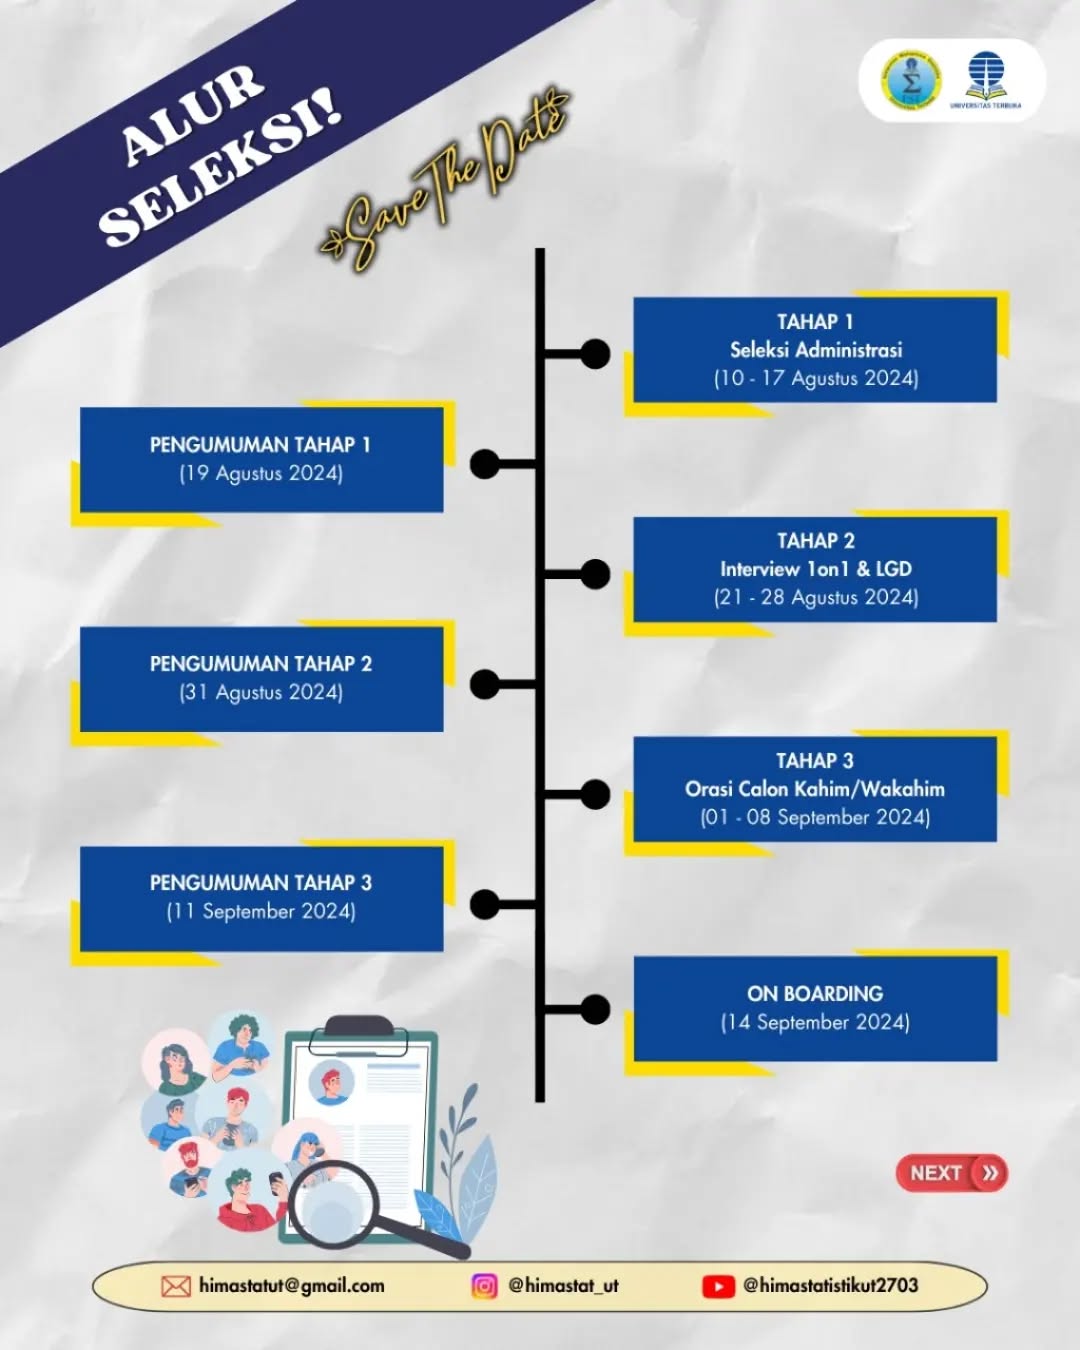 ALUR
SELEKSI!
Save The Date
UNIVERSITAS TERBUKA
TAHAP 1
Seleksi Administrasi
(10 - 17 Agustus 2024)
PENGUMUMAN TAHAP 1
(19 Agustus 2024)
TAHAP 2
Interview 1on1 & LGD
(21 - 28 Agustus 2024)
PENGUMUMAN TAHAP 2
(31 Agustus 2024)
TAHAP 3
Orasi Calon Kahim/Wakahim
(01 - 08 September 2024)
PENGUMUMAN TAHAP 3
(11 September 2024)
ON BOARDING
(14 September 2024)
NEXT
himastatut@gmail.com
@himastat_ut
@himastatistikut2703